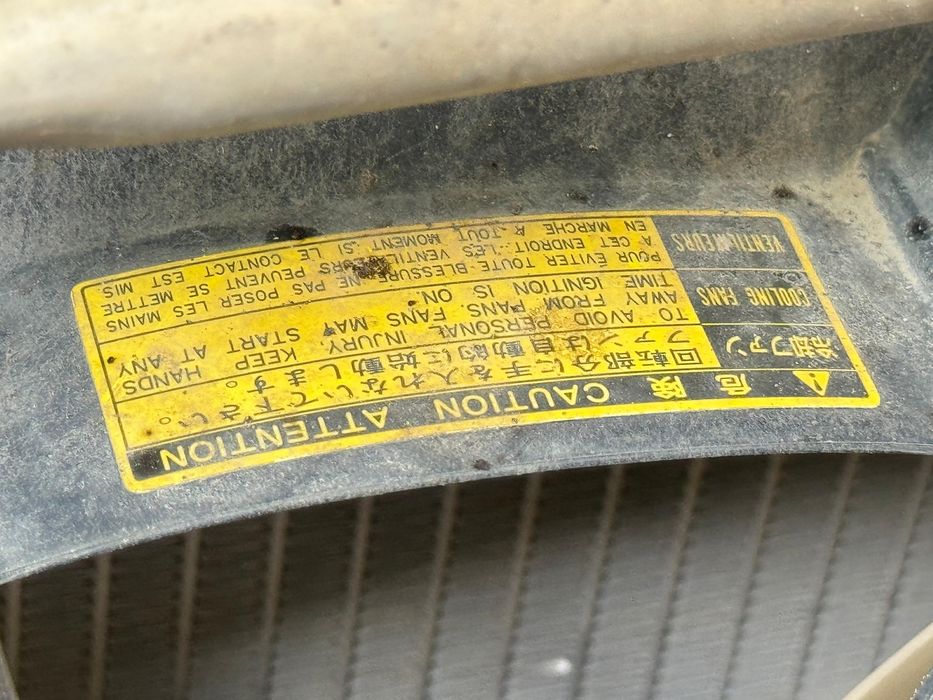 危険 CAUTION ATTENTION
冷却ファン
回転部分に手を入れないで下さい。
ファンは自動的に始動します。
COOLING FANS
TO AVOID PERSONAL INJURY KEEP HANDS
AWAY FROM FANS. FANS MAY START AT ANY
TIME IGNITION IS ON.
VENTILATEURS
POUR ÉVITER TOUTE BLESSURE NE PAS POSER LES MAINS
A CET ENDROIT. LES PEUVENT SE METTRE
EN MARCHE À TOUT MOMENT SI LE CONTACT EST MIS.